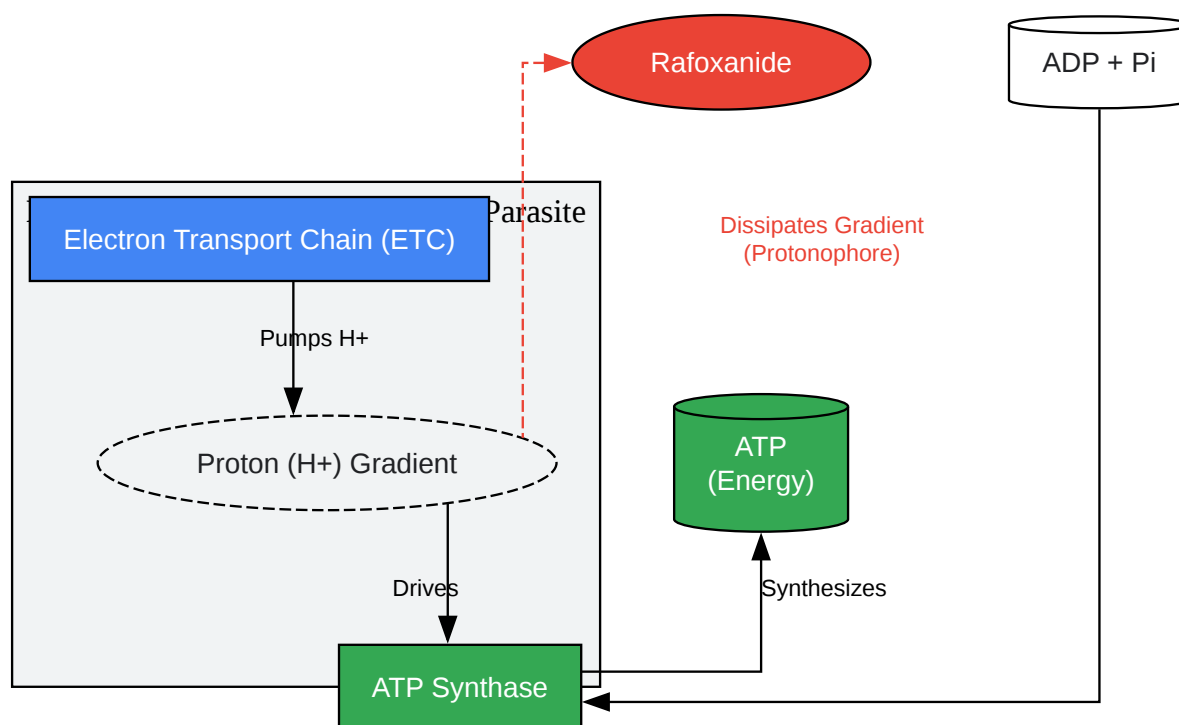 Rafoxanide
ADP + Pi
Parasite
Electron Transport Chain (ETC)
Dissipates Gradient
(Protonophore)
Pumps H+
ATP
(Energy)
Proton (H+) Gradient
Drives
Synthesizes
ATP Synthase